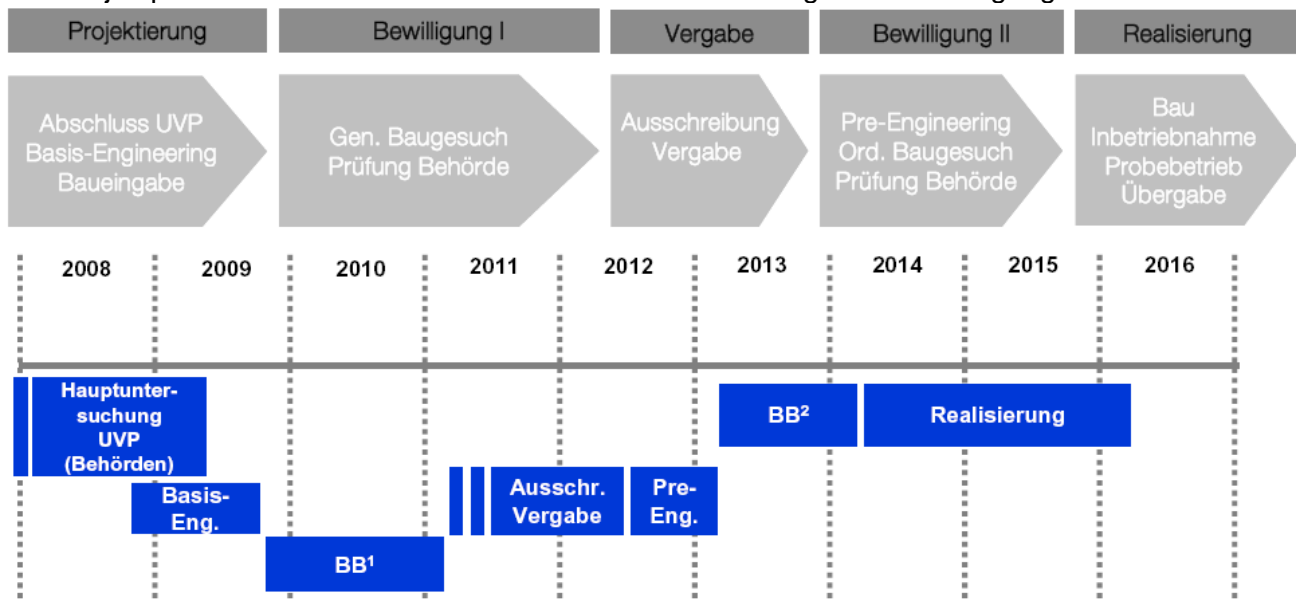 Projektierung
Bewilligung I
Vergabe
Bewilligung II
Realisierung
Abschluss UVP
Basis-Engineering
Baueingabe
Gen. Baugesuch
Prüfung Behörde
Ausschreibung
Vergabe
Pre-Engineering
Ord. Baugesuch
Prüfung Behörde
Bau
Inbetriebnahme
Probebetrieb
Übergabe
2008
2009
2010
2011
2012
2013
2014
2015
2016
Hauptunter-
suchung
UVP
(Behörden)
BB²
Realisierung
Basis-
Eng.
Ausschr.
Vergabe
Pre-
Eng.
BB¹